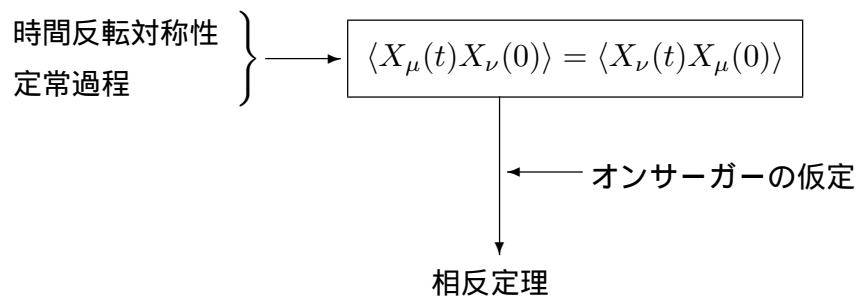 時間反転対称性
定常過程
⟨X_μ(t)X_ν(0)⟩ = ⟨X_ν(t)X_μ(0)⟩
オンサーガーの仮定
相反定理